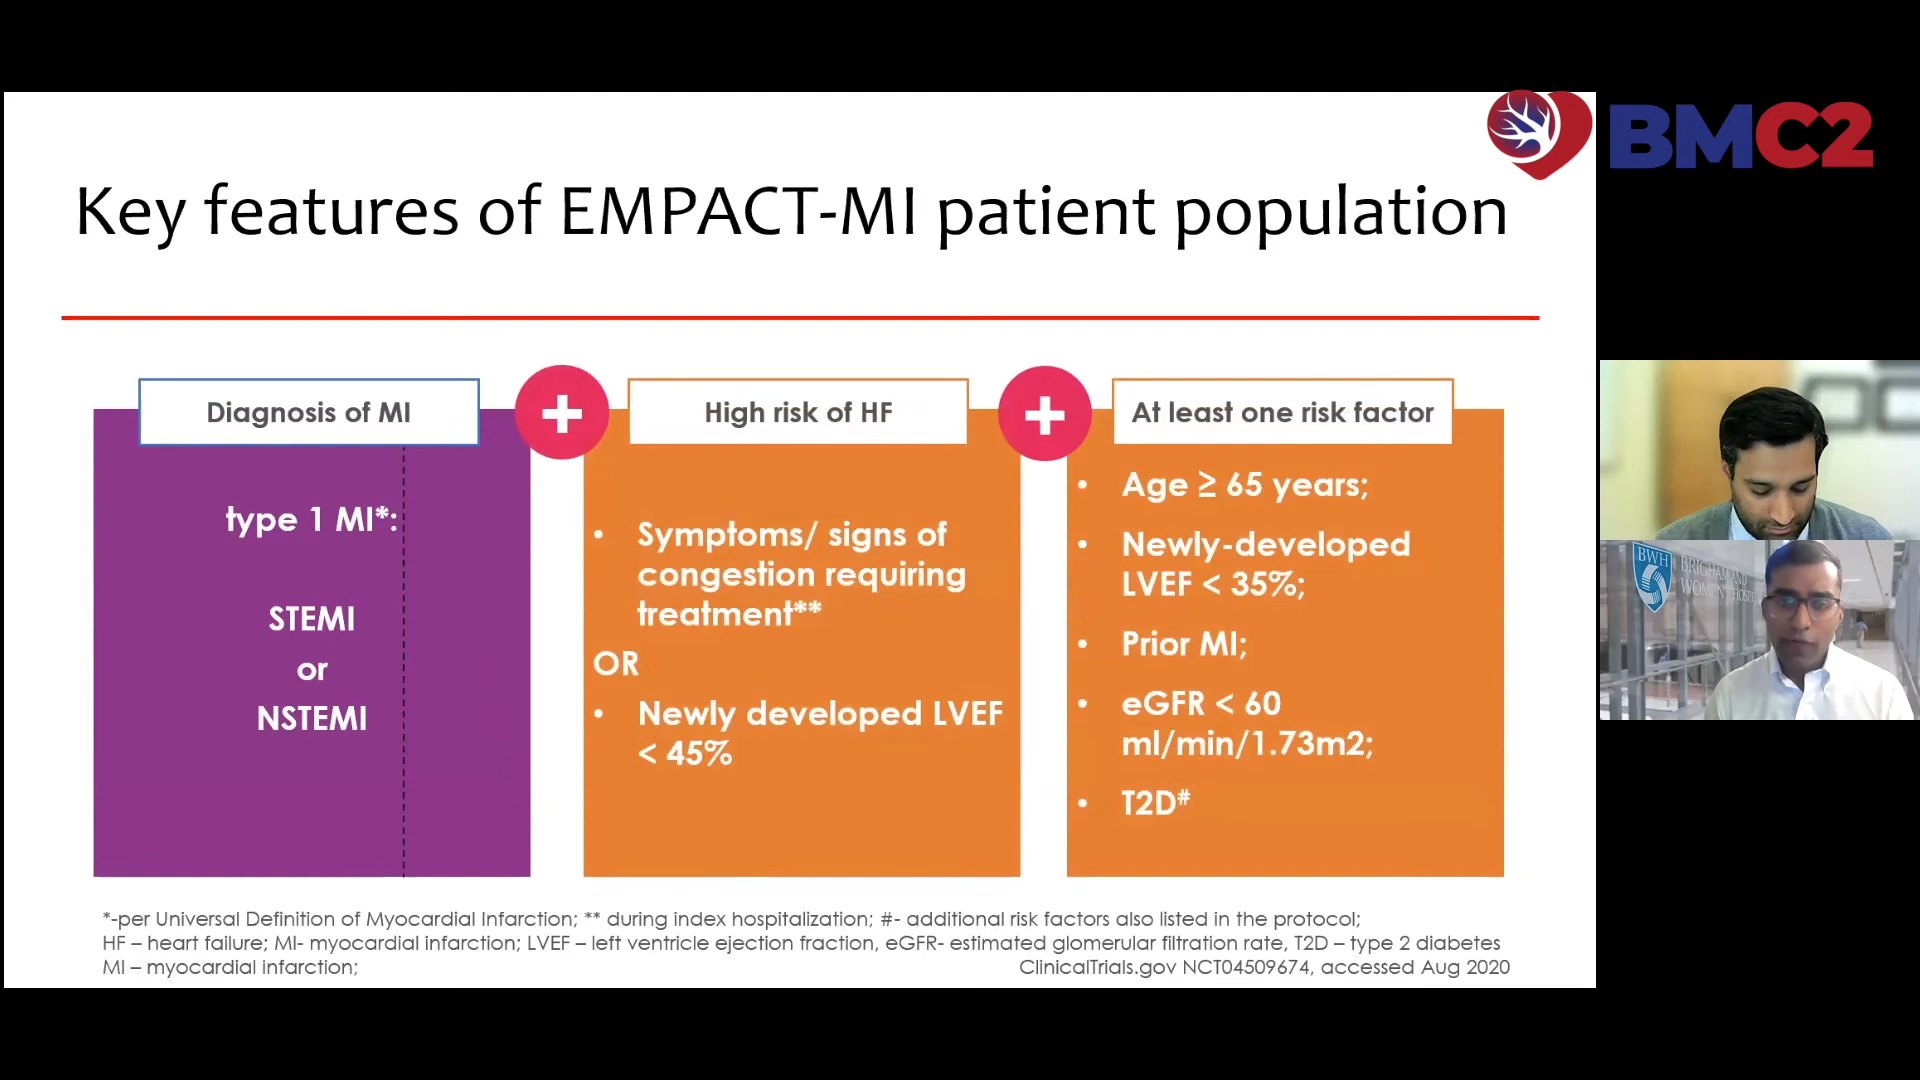 BMC2
Key features of EMPACT-MI patient population
Diagnosis of MI
type 1 MI*:
STEMI
or
NSTEMI
High risk of HF
• Symptoms/ signs of
congestion requiring
treatment**
OR
• Newly developed LVEF
< 45%
At least one risk factor
• Age ≥ 65 years;
• Newly-developed
LVEF < 35%;
• Prior MI;
• eGFR < 60
ml/min/1.73m2;
• T2D#
*-per Universal Definition of Myocardial Infarction; ** during index hospitalization; #- additional risk factors also listed in the protocol;
HF – heart failure; MI- myocardial infarction; LVEF – left ventricle ejection fraction, eGFR- estimated glomerular filtration rate, T2D – type 2 diabetes
MI – myocardial infarction;
ClinicalTrials.gov NCT04509674, accessed Aug 2020
BWH
BRIGHAM AND